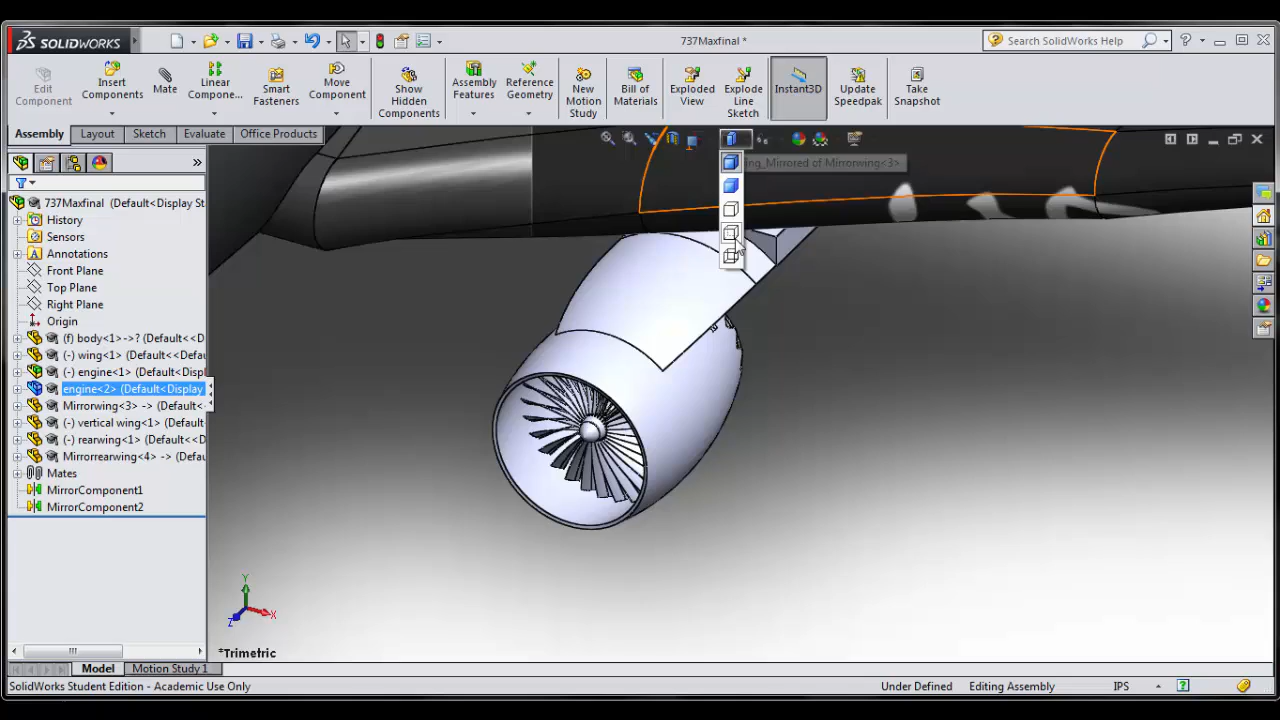 SOLIDWORKS
737Maxfinal *
Search SolidWorks Help
Edit Component
Insert Components
Mate
Linear Compone...
Smart Fasteners
Move Component
Show Hidden Components
Assembly Features
Reference Geometry
New Motion Study
Bill of Materials
Exploded View
Explode Line Sketch
Instant3D
Update Speedpak
Take Snapshot
Assembly
Layout
Sketch
Evaluate
Office Products
ing_Mirrored of Mirrorwing<3>
737Maxfinal (Default<Display St
History
Sensors
Annotations
Front Plane
Top Plane
Right Plane
Origin
(f) body<1>->? (Default<<D
(-) wing<1> (Default<<Defau
(-) engine<1> (Default<Displ
engine<2> (Default<Display
Mirrorwing<3> -> (Default<
(-) vertical wing<1> (Default
(-) rearwing<1> (Default<<D
Mirrorrearwing<4> -> (Defau
Mates
MirrorComponent1
MirrorComponent2
Y
X
Z
*Trimetric
Model
Motion Study 1
SolidWorks Student Edition - Academic Use Only
Under Defined
Editing Assembly
IPS